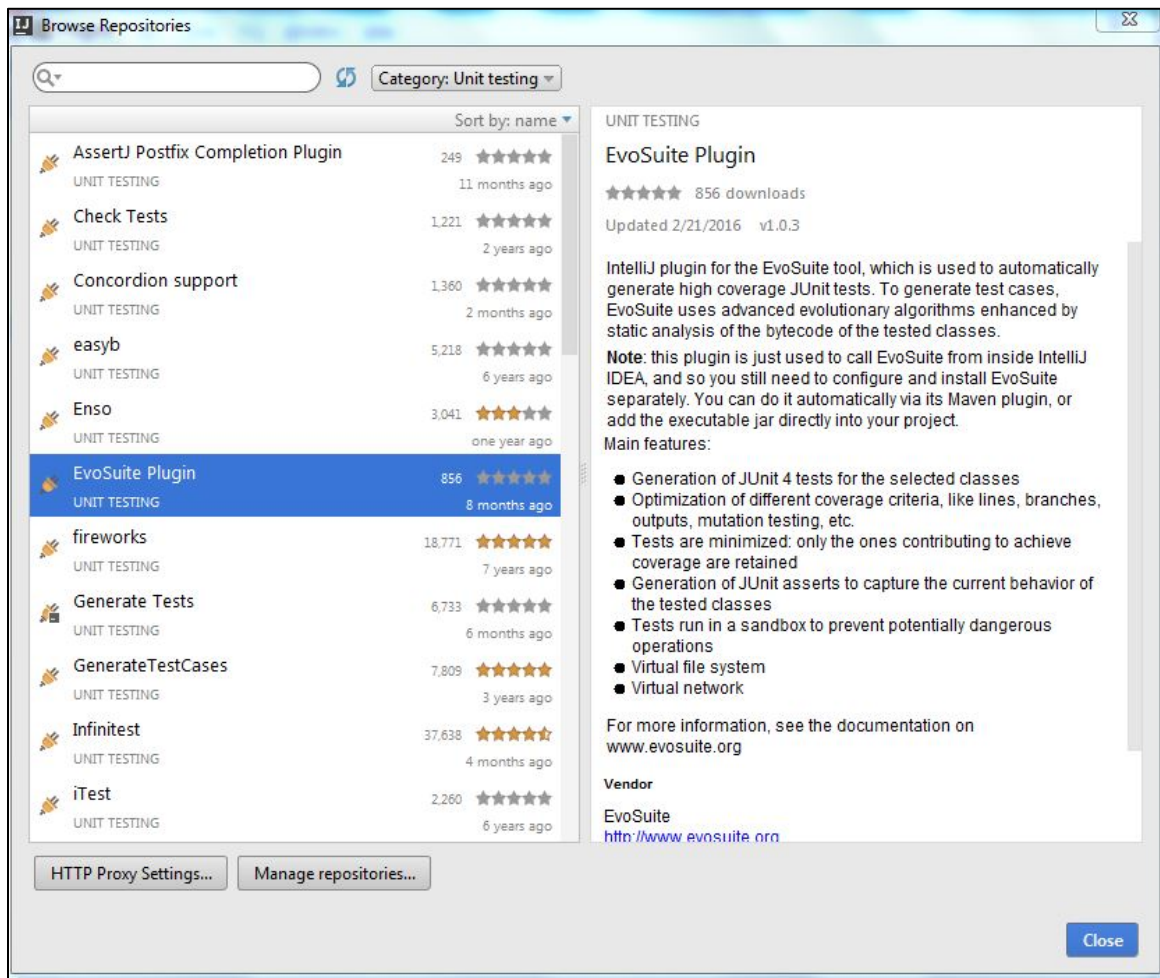 IJ Browse Repositories
Category: Unit testing
Sort by: name
AssertJ Postfix Completion Plugin 249
UNIT TESTING 11 months ago
Check Tests 1,221
UNIT TESTING 2 years ago
Concordion support 1,360
UNIT TESTING 2 months ago
easyb 5,218
UNIT TESTING 6 years ago
Enso 3,041
UNIT TESTING one year ago
EvoSuite Plugin 856
UNIT TESTING 8 months ago
fireworks 18,771
UNIT TESTING 7 years ago
Generate Tests 6,733
UNIT TESTING 6 months ago
GenerateTestCases 7,809
UNIT TESTING 3 years ago
Infinitest 37,638
UNIT TESTING 4 months ago
iTest 2,260
UNIT TESTING 6 years ago
UNIT TESTING
EvoSuite Plugin
856 downloads
Updated 2/21/2016 v1.0.3
IntelliJ plugin for the EvoSuite tool, which is used to automatically
generate high coverage JUnit tests. To generate test cases,
EvoSuite uses advanced evolutionary algorithms enhanced by
static analysis of the bytecode of the tested classes.
Note: this plugin is just used to call EvoSuite from inside IntelliJ
IDEA, and so you still need to configure and install EvoSuite
separately. You can do it automatically via its Maven plugin, or
add the executable jar directly into your project.
Main features:
Generation of JUnit 4 tests for the selected classes
Optimization of different coverage criteria, like lines, branches,
outputs, mutation testing, etc.
Tests are minimized: only the ones contributing to achieve
coverage are retained
Generation of JUnit asserts to capture the current behavior of
the tested classes
Tests run in a sandbox to prevent potentially dangerous
operations
Virtual file system
Virtual network
For more information, see the documentation on
www.evosuite.org
Vendor
EvoSuite
http://www.evosuite.org
HTTP Proxy Settings...
Manage repositories...
Close